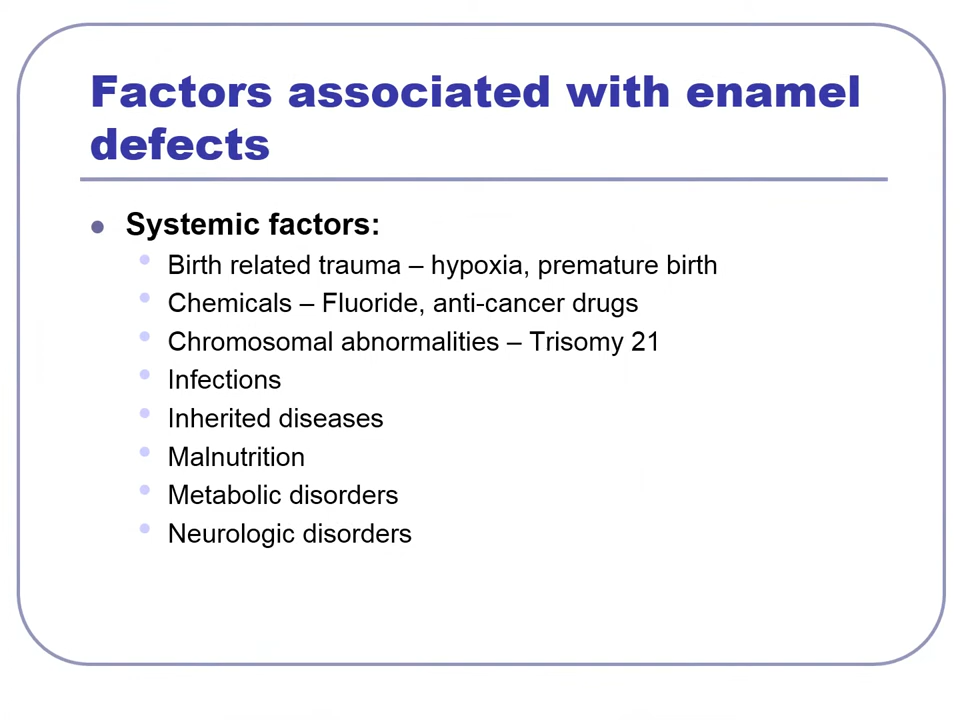 Factors associated with enamel
defects
Systemic factors:
Birth related trauma – hypoxia, premature birth
Chemicals – Fluoride, anti-cancer drugs
Chromosomal abnormalities – Trisomy 21
Infections
Inherited diseases
Malnutrition
Metabolic disorders
Neurologic disorders